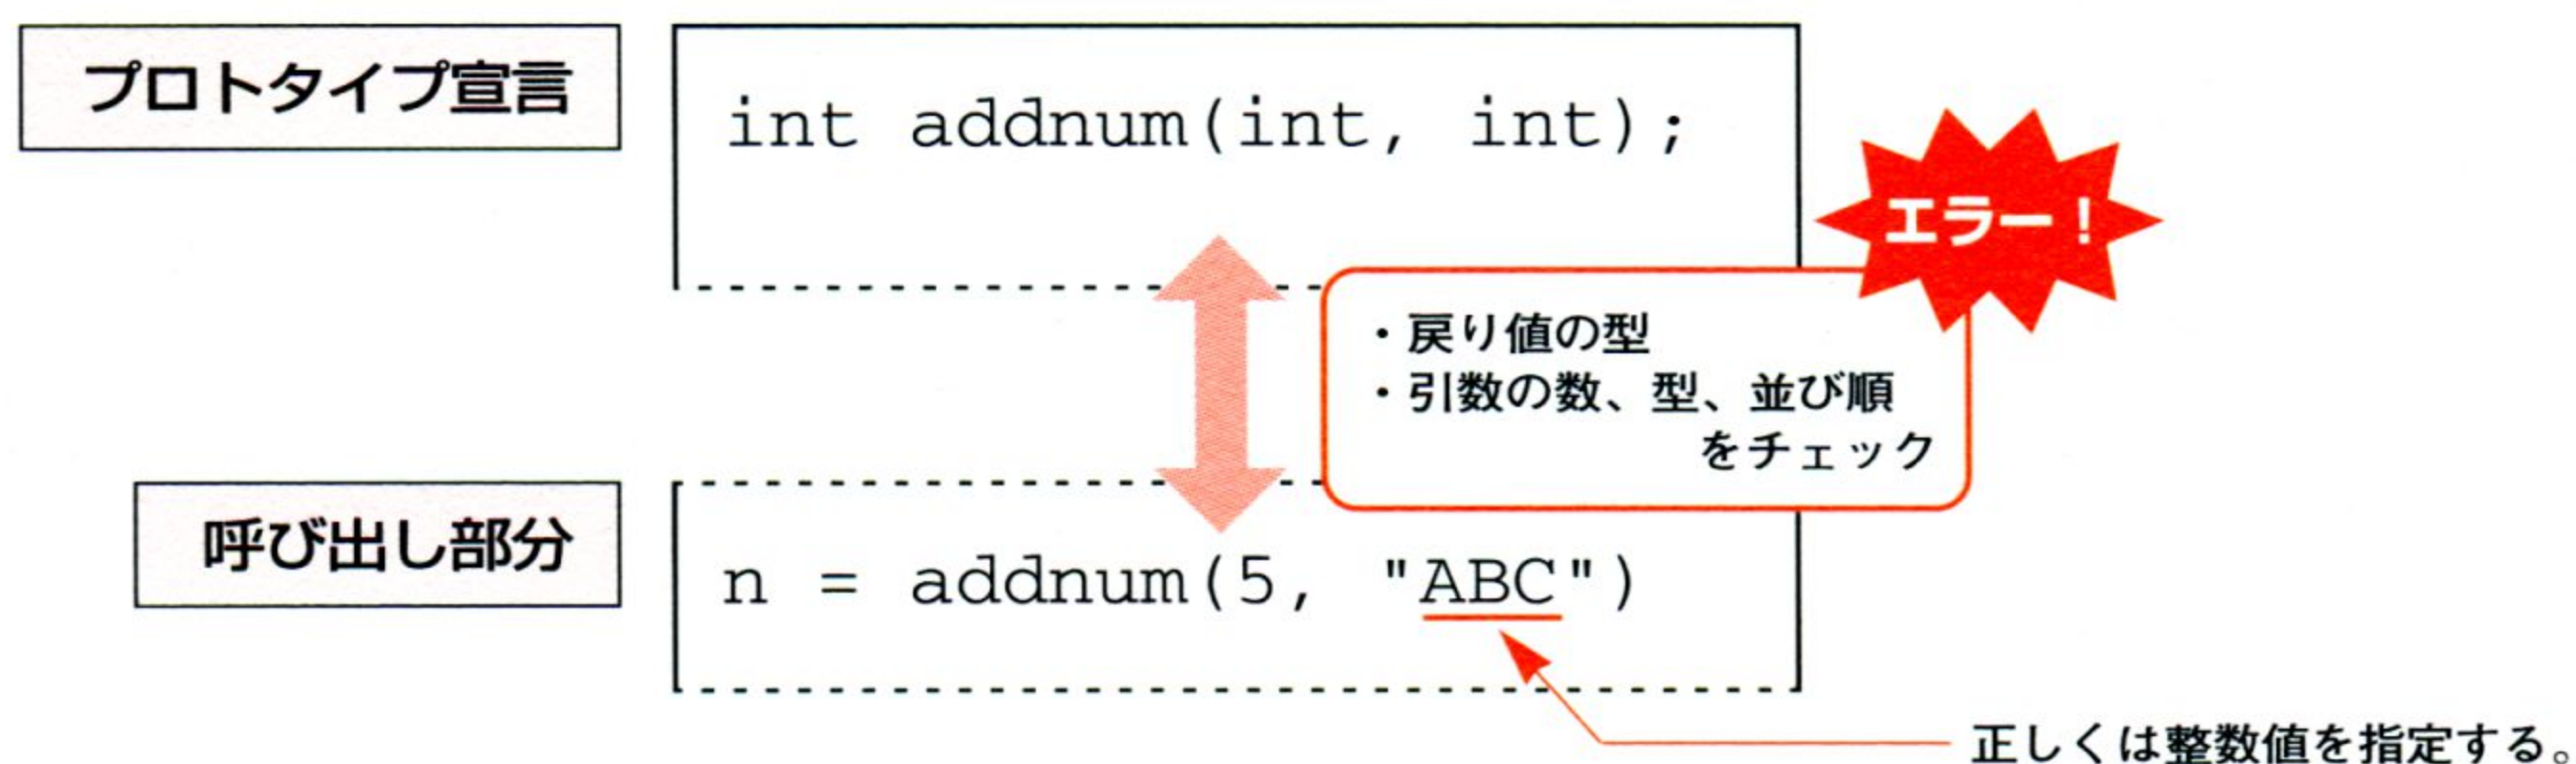 プロトタイプ宣言
int addnum(int, int);
エラー！
・戻り値の型
・引数の数、型、並び順
をチェック
呼び出し部分
n = addnum(5, "ABC")
正しくは整数値を指定する。